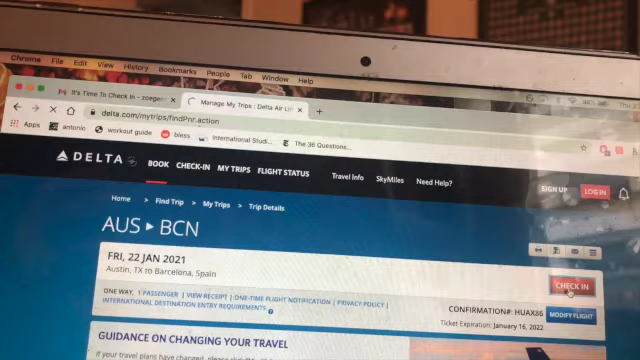 Chrome File Edit View History Bookmarks People Tab Window Help
It's Time To Check In - zoegen
Manage My Trips : Delta Air Lin
delta.com/mytrips/findPnr.action
Apps antonio workout guide bless International Studi... The 36 Questions...
DELTA BOOK CHECK-IN MY TRIPS FLIGHT STATUS Travel Info SkyMiles Need Help? SIGN UP LOG IN
Home > Find Trip > My Trips > Trip Details
AUS ▸ BCN
FRI, 22 JAN 2021
Austin, TX to Barcelona, Spain
CHECK IN
ONE WAY, 1 PASSENGER | VIEW RECEIPT | ONE-TIME FLIGHT NOTIFICATION | PRIVACY POLICY |
INTERNATIONAL DESTINATION ENTRY REQUIREMENTS
CONFIRMATION#: HUAX86
MODIFY FLIGHT
Ticket Expiration: January 16, 2022
GUIDANCE ON CHANGING YOUR TRAVEL
If your travel plans have changed,